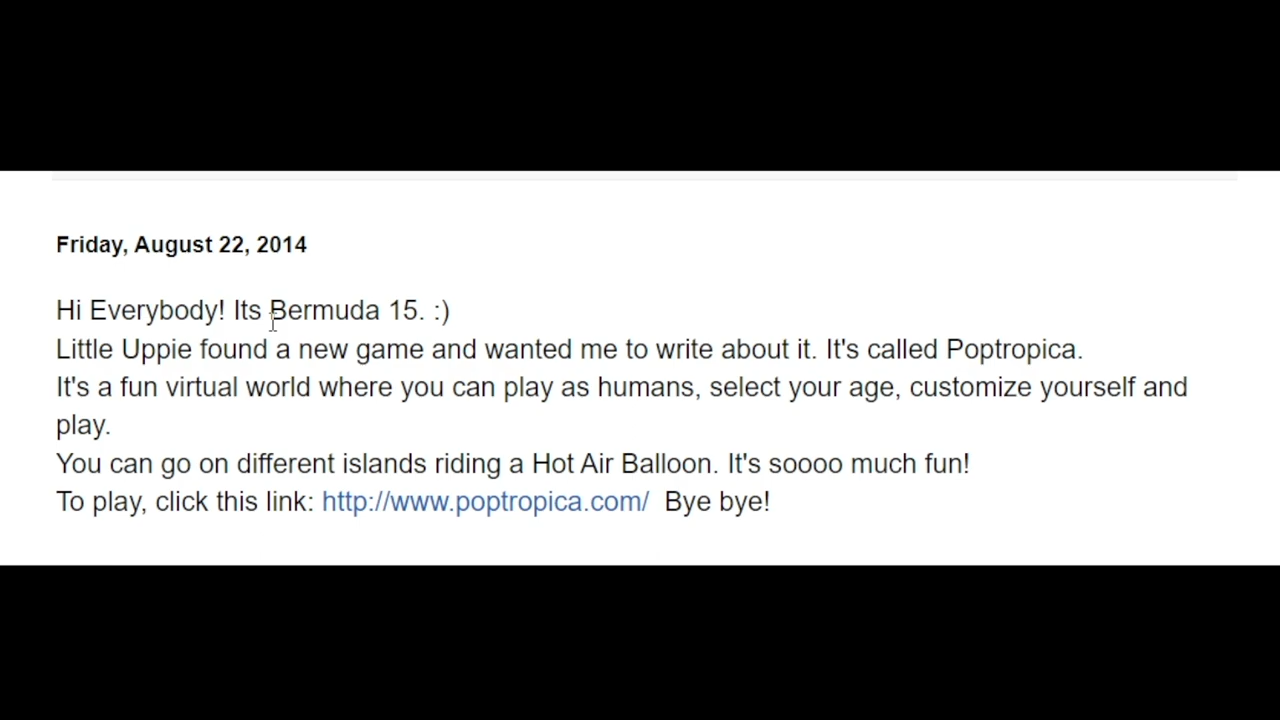 Friday, August 22, 2014
Hi Everybody! Its Bermuda 15. :)
Little Uppie found a new game and wanted me to write about it. It's called Poptropica.
It's a fun virtual world where you can play as humans, select your age, customize yourself and
play.
You can go on different islands riding a Hot Air Balloon. It's soooo much fun!
To play, click this link: http://www.poptropica.com/  Bye bye!